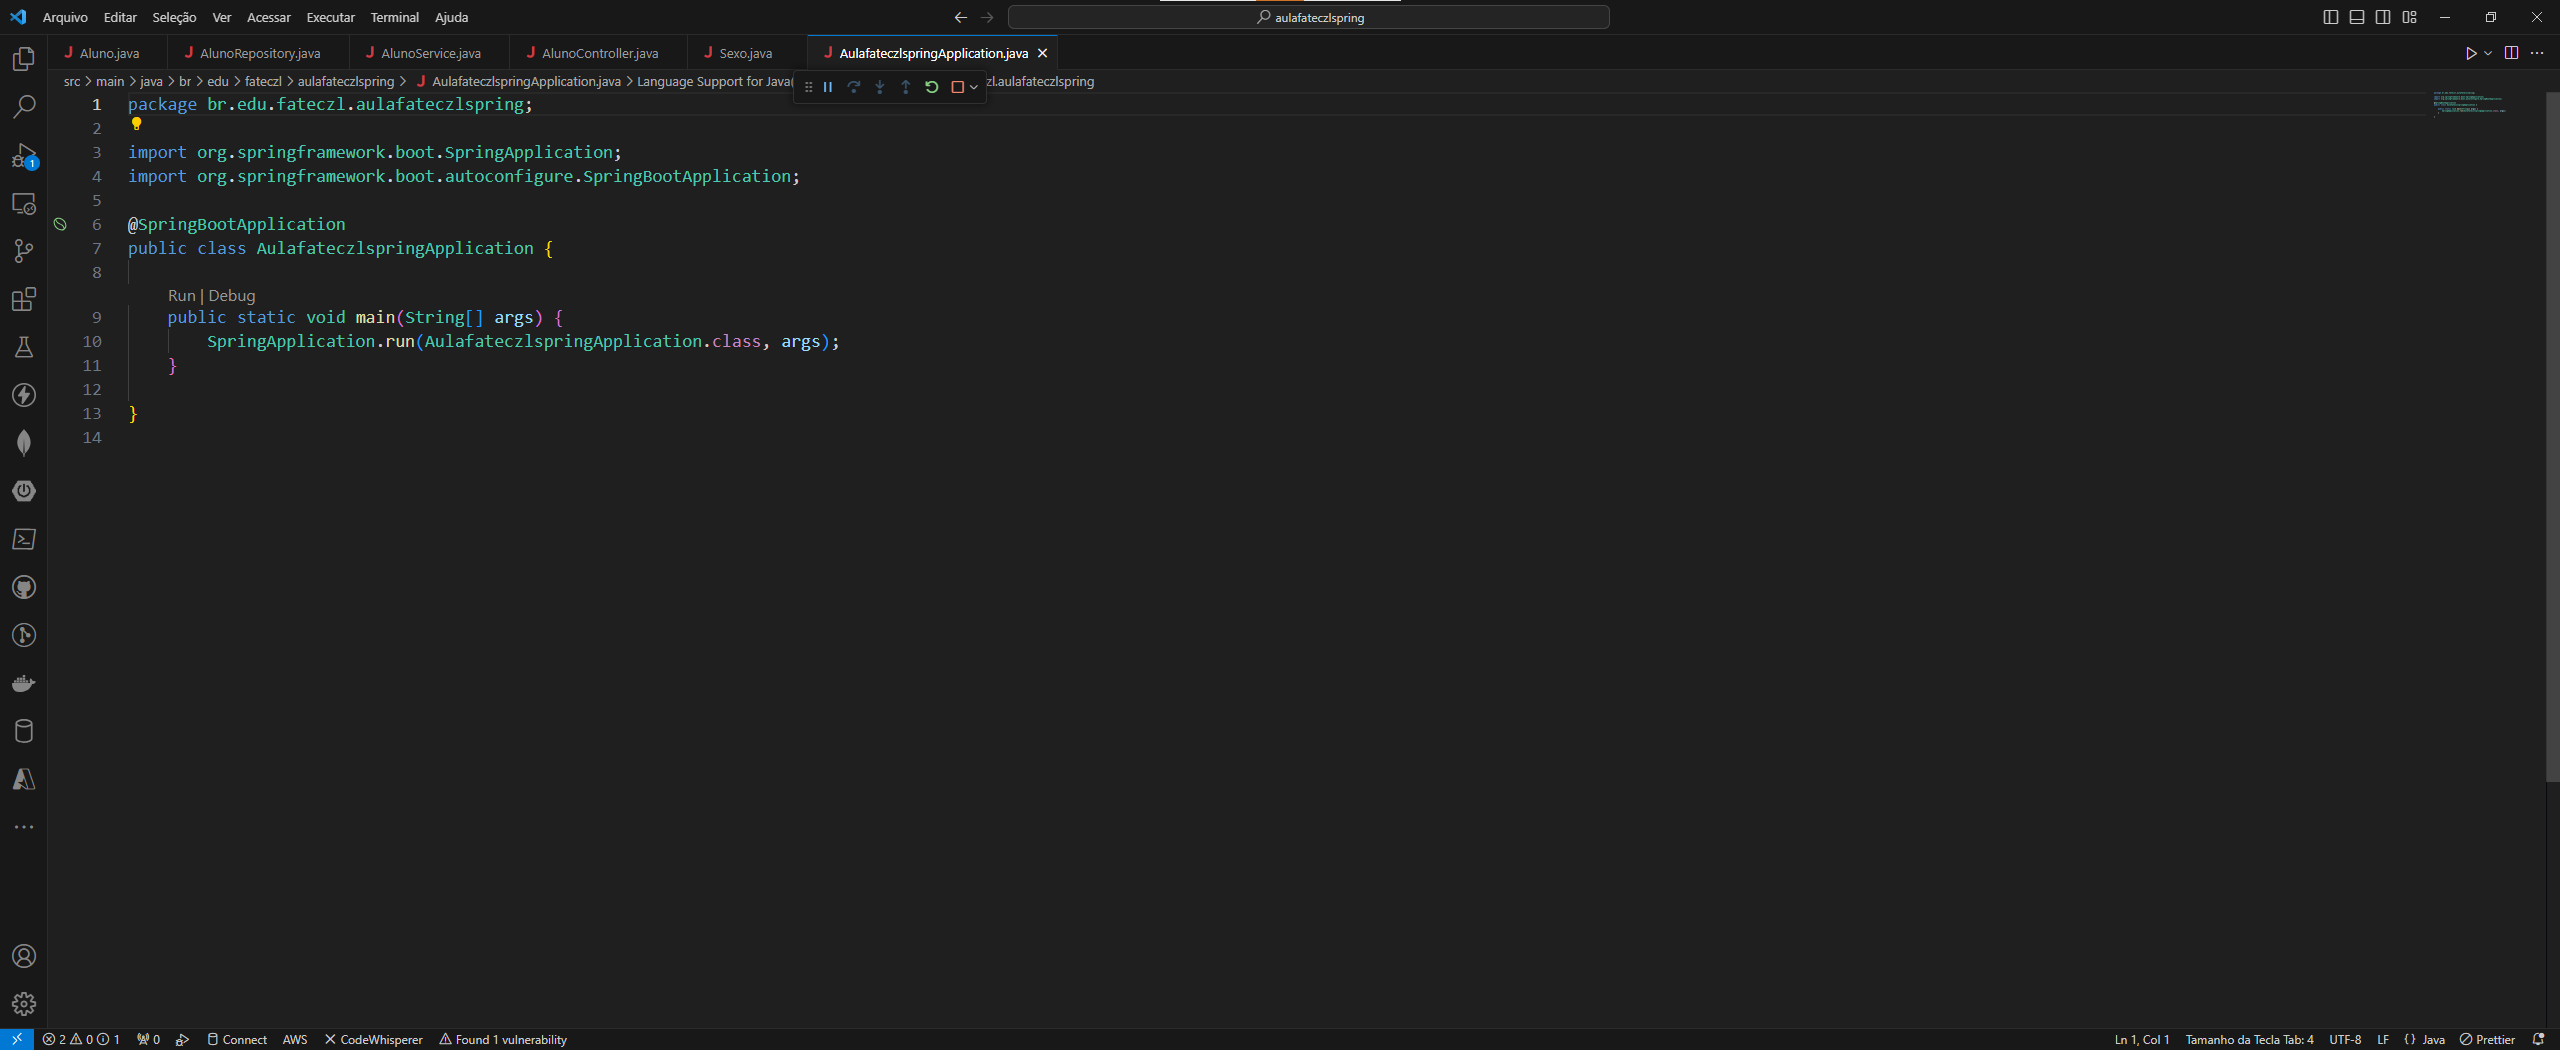 Arquivo Editar Seleção Ver Acessar Executar Terminal Ajuda aulafateczlspring
Aluno.java AlunoRepository.java AlunoService.java AlunoController.java Sexo.java AulafateczlspringApplication.java
src > main > java > br > edu > fateczl > aulafateczlspring > AulafateczlspringApplication.java > Language Support for Java( zl.aulafateczlspring
1 package br.edu.fateczl.aulafateczlspring;
2
3 import org.springframework.boot.SpringApplication;
4 import org.springframework.boot.autoconfigure.SpringBootApplication;
5
6 @SpringBootApplication
7 public class AulafateczlspringApplication {
8
Run | Debug
9 public static void main(String[] args) {
10 SpringApplication.run(AulafateczlspringApplication.class, args);
11 }
12
13 }
14
1
2 0 1 0 Connect AWS CodeWhisperer Found 1 vulnerability Ln 1, Col 1 Tamanho da Tecla Tab: 4 UTF-8 LF {} Java Prettier